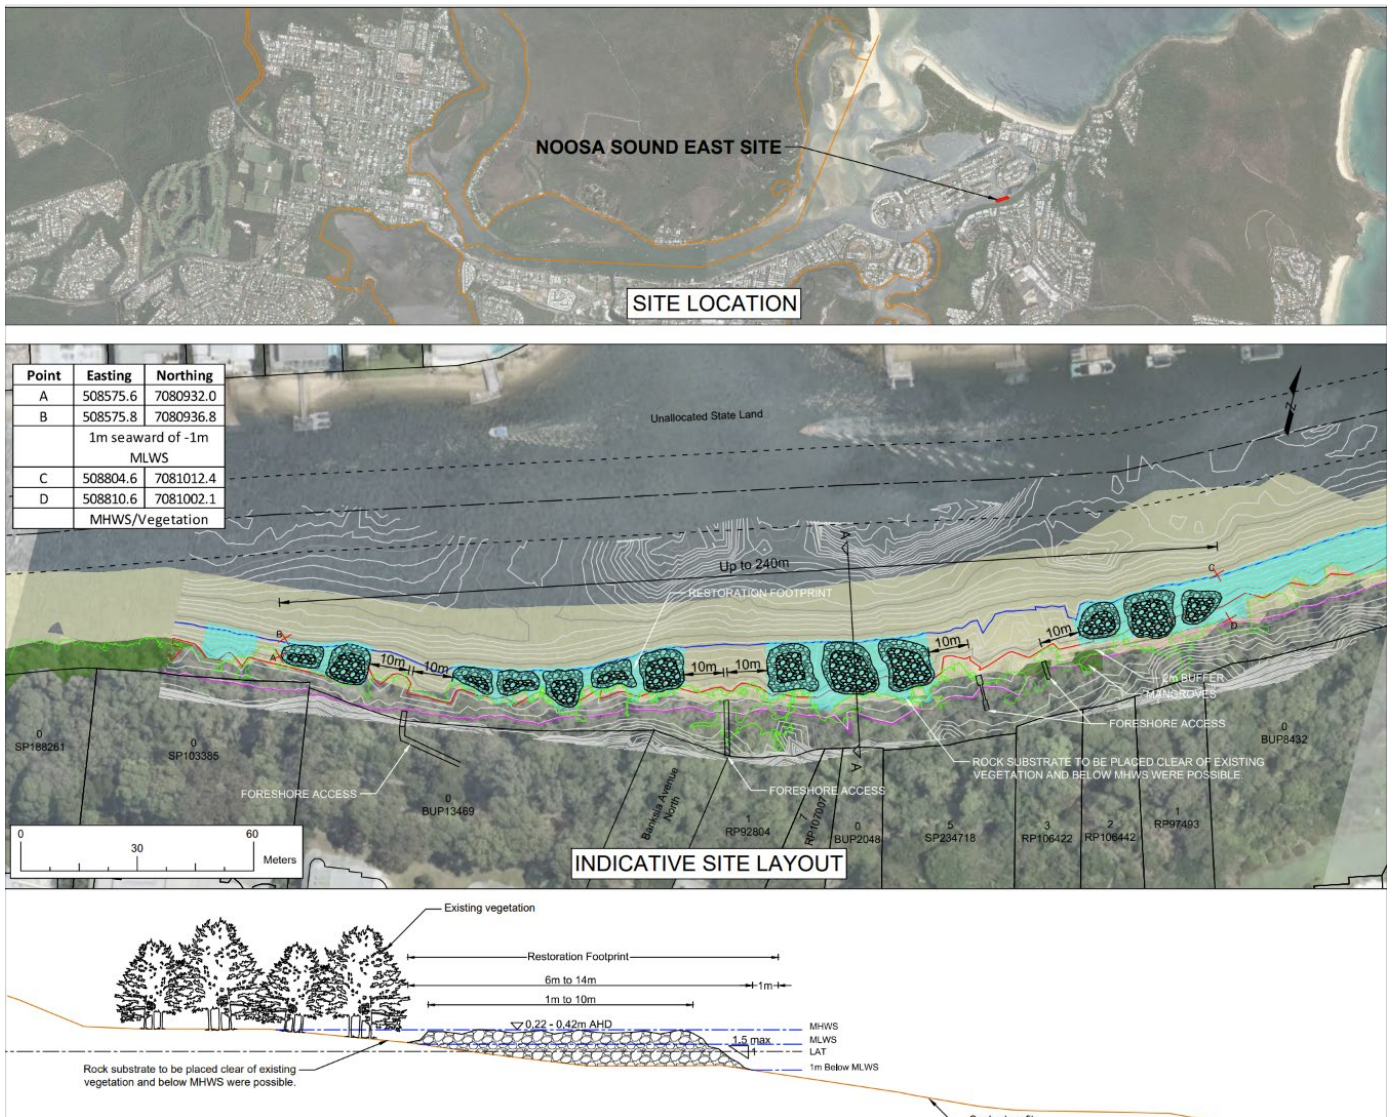 NOOSA SOUND EAST SITE
SITE LOCATION
Point Easting Northing
A 508575.6 7080932.0
B 508575.8 7080936.8
1m seaward of -1m
MLWS
C 508804.6 7081012.4
D 508810.6 7081002.1
MHWS/Vegetation
Unallocated State Land
N
A
Up to 240m
RESTORATION FOOTPRINT
C
B
A
D
10m
10m
10m
10m
10m
10m
2m BUFFER
MANGROVES
FORESHORE ACCESS
ROCK SUBSTRATE TO BE PLACED CLEAR OF EXISTING
VEGETATION AND BELOW MHWS WERE POSSIBLE
A
FORESHORE ACCESS
FORESHORE ACCESS
0
SP188261
0
SP103385
0
BUP13469
Banksia Avenue
North
1
RP92804
7
RP107007
0
BUP2048
5
SP234718
3
RP106422
2
RP106442
1
RP97493
0
BUP8432
0 30 60
Meters
INDICATIVE SITE LAYOUT
Existing vegetation
Restoration Footprint
6m to 14m
1m
1m to 10m
0.22 - 0.42m AHD
1.5 max
1
MHWS
MLWS
LAT
1m Below MLWS
Rock substrate to be placed clear of existing
vegetation and below MHWS were possible.